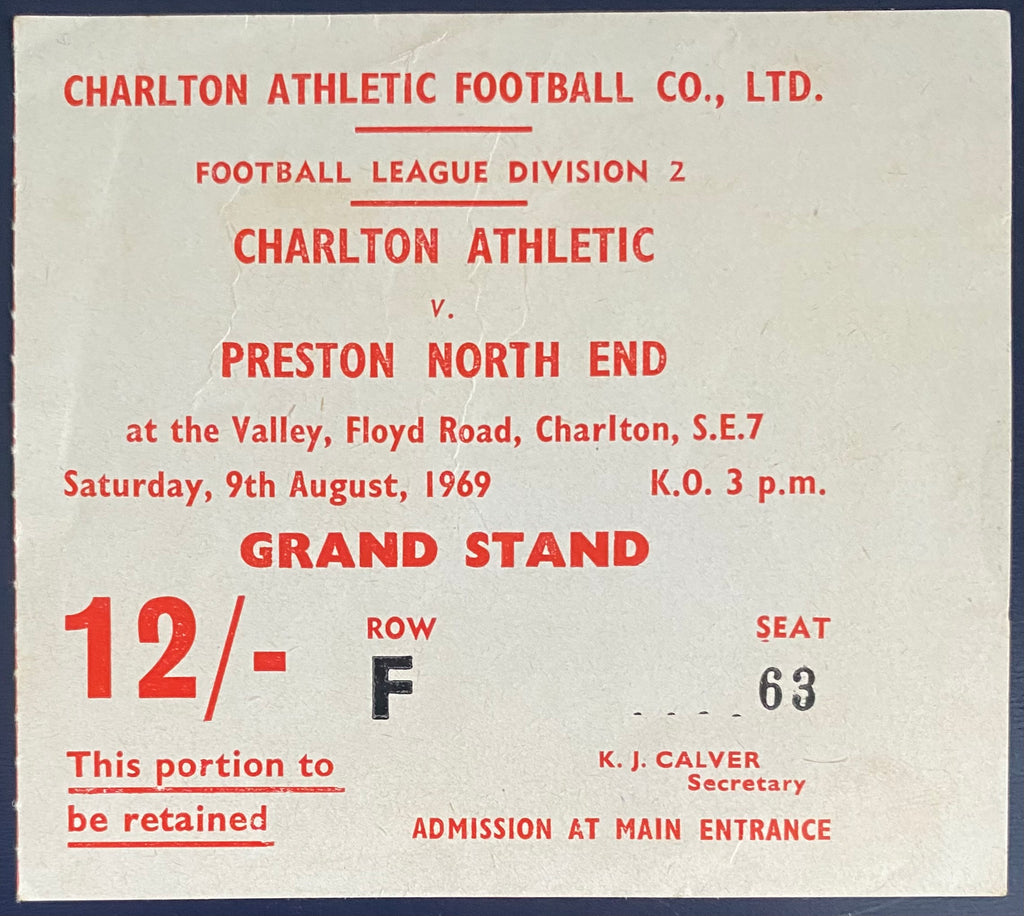 CHARLTON ATHLETIC FOOTBALL CO., LTD.
FOOTBALL LEAGUE DIVISION 2
CHARLTON ATHLETIC
v.
PRESTON NORTH END
at the Valley, Floyd Road, Charlton, S.E.7
Saturday, 9th August, 1969 K.O. 3 p.m.
GRAND STAND
12/-
ROW
F
SEAT
.... 63
This portion to
be retained
K. J. CALVER
Secretary
ADMISSION AT MAIN ENTRANCE